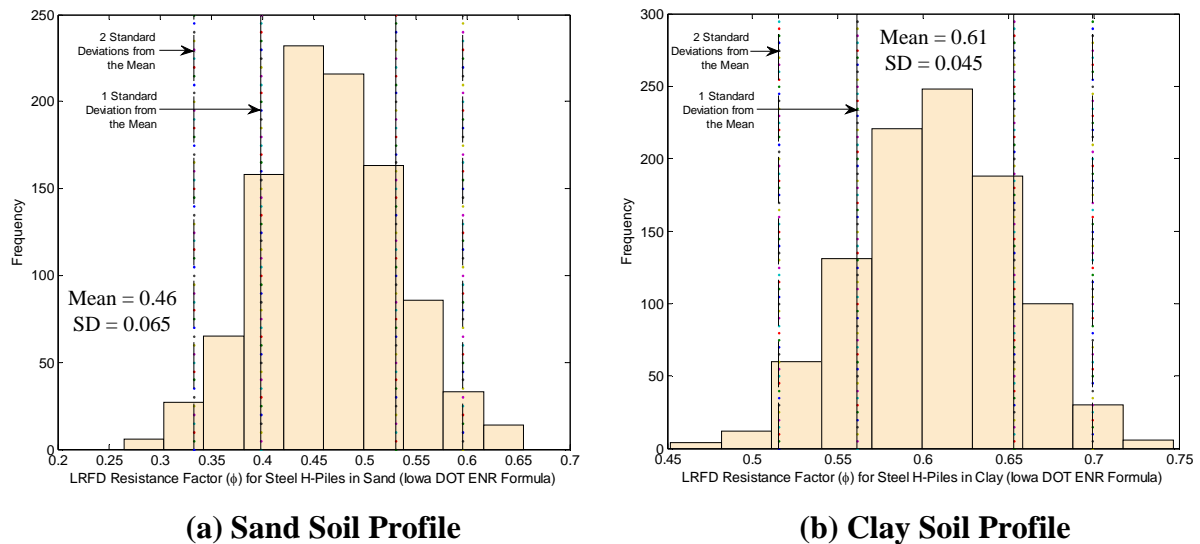 250
200
150
100
50
0
Frequency
2 Standard
Deviations from
the Mean
1 Standard
Deviation from
the Mean
Mean = 0.46
SD = 0.065
0.2 0.25 0.3 0.35 0.4 0.45 0.5 0.55 0.6 0.65 0.7
LRFD Resistance Factor (ϕ) for Steel H-Piles in Sand (Iowa DOT ENR Formula)
(a) Sand Soil Profile
300
250
200
150
100
50
0
Frequency
2 Standard
Deviations from
the Mean
1 Standard
Deviation from
the Mean
Mean = 0.61
SD = 0.045
0.45 0.5 0.55 0.6 0.65 0.7 0.75
LRFD Resistance Factor (ϕ) for Steel H-Piles in Clay (Iowa DOT ENR Formula)
(b) Clay Soil Profile